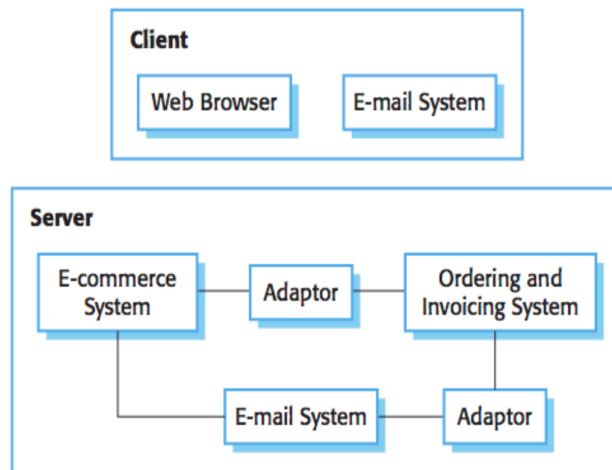 Client
Web Browser
E-mail System
Server
E-commerce
System
Adaptor
Ordering and
Invoicing System
E-mail System
Adaptor